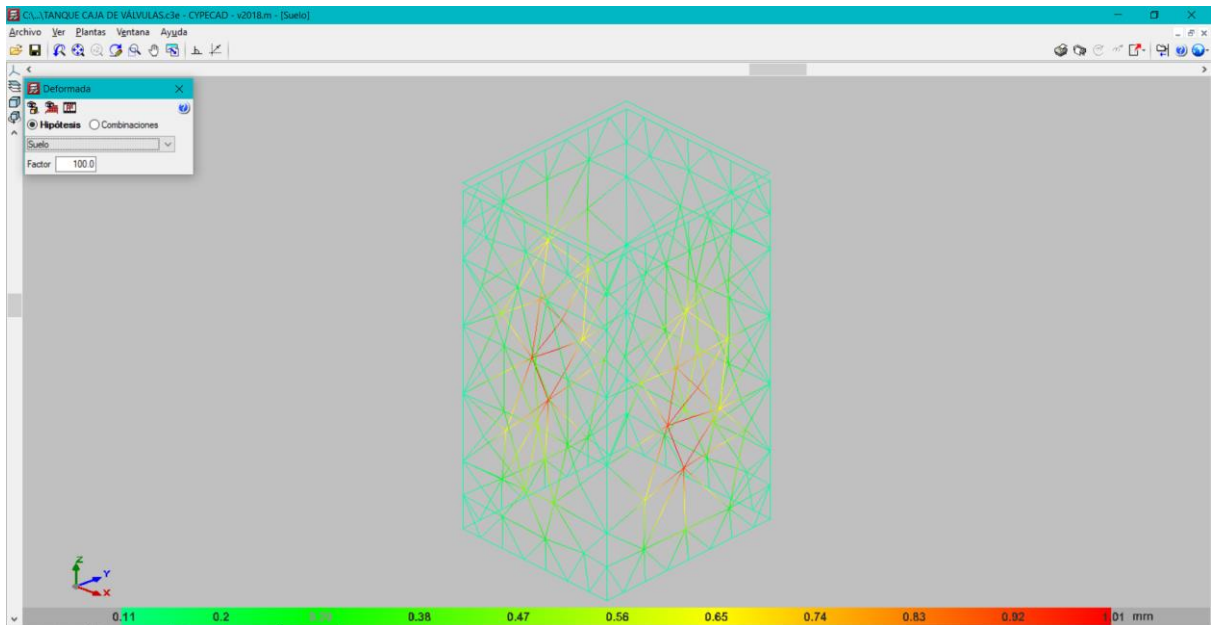 C:\...\TANQUE CAJA DE VÁLVULAS.c3e - CYPECAD - v2018.m - [Suelo]
Archivo Ver Plantas Ventana Ayuda
Deformada
Hipótesis Combinaciones
Suelo
Factor 100.0
Z
Y
X
0.11 0.2 0.38 0.47 0.56 0.65 0.74 0.83 0.92 1.01 mm